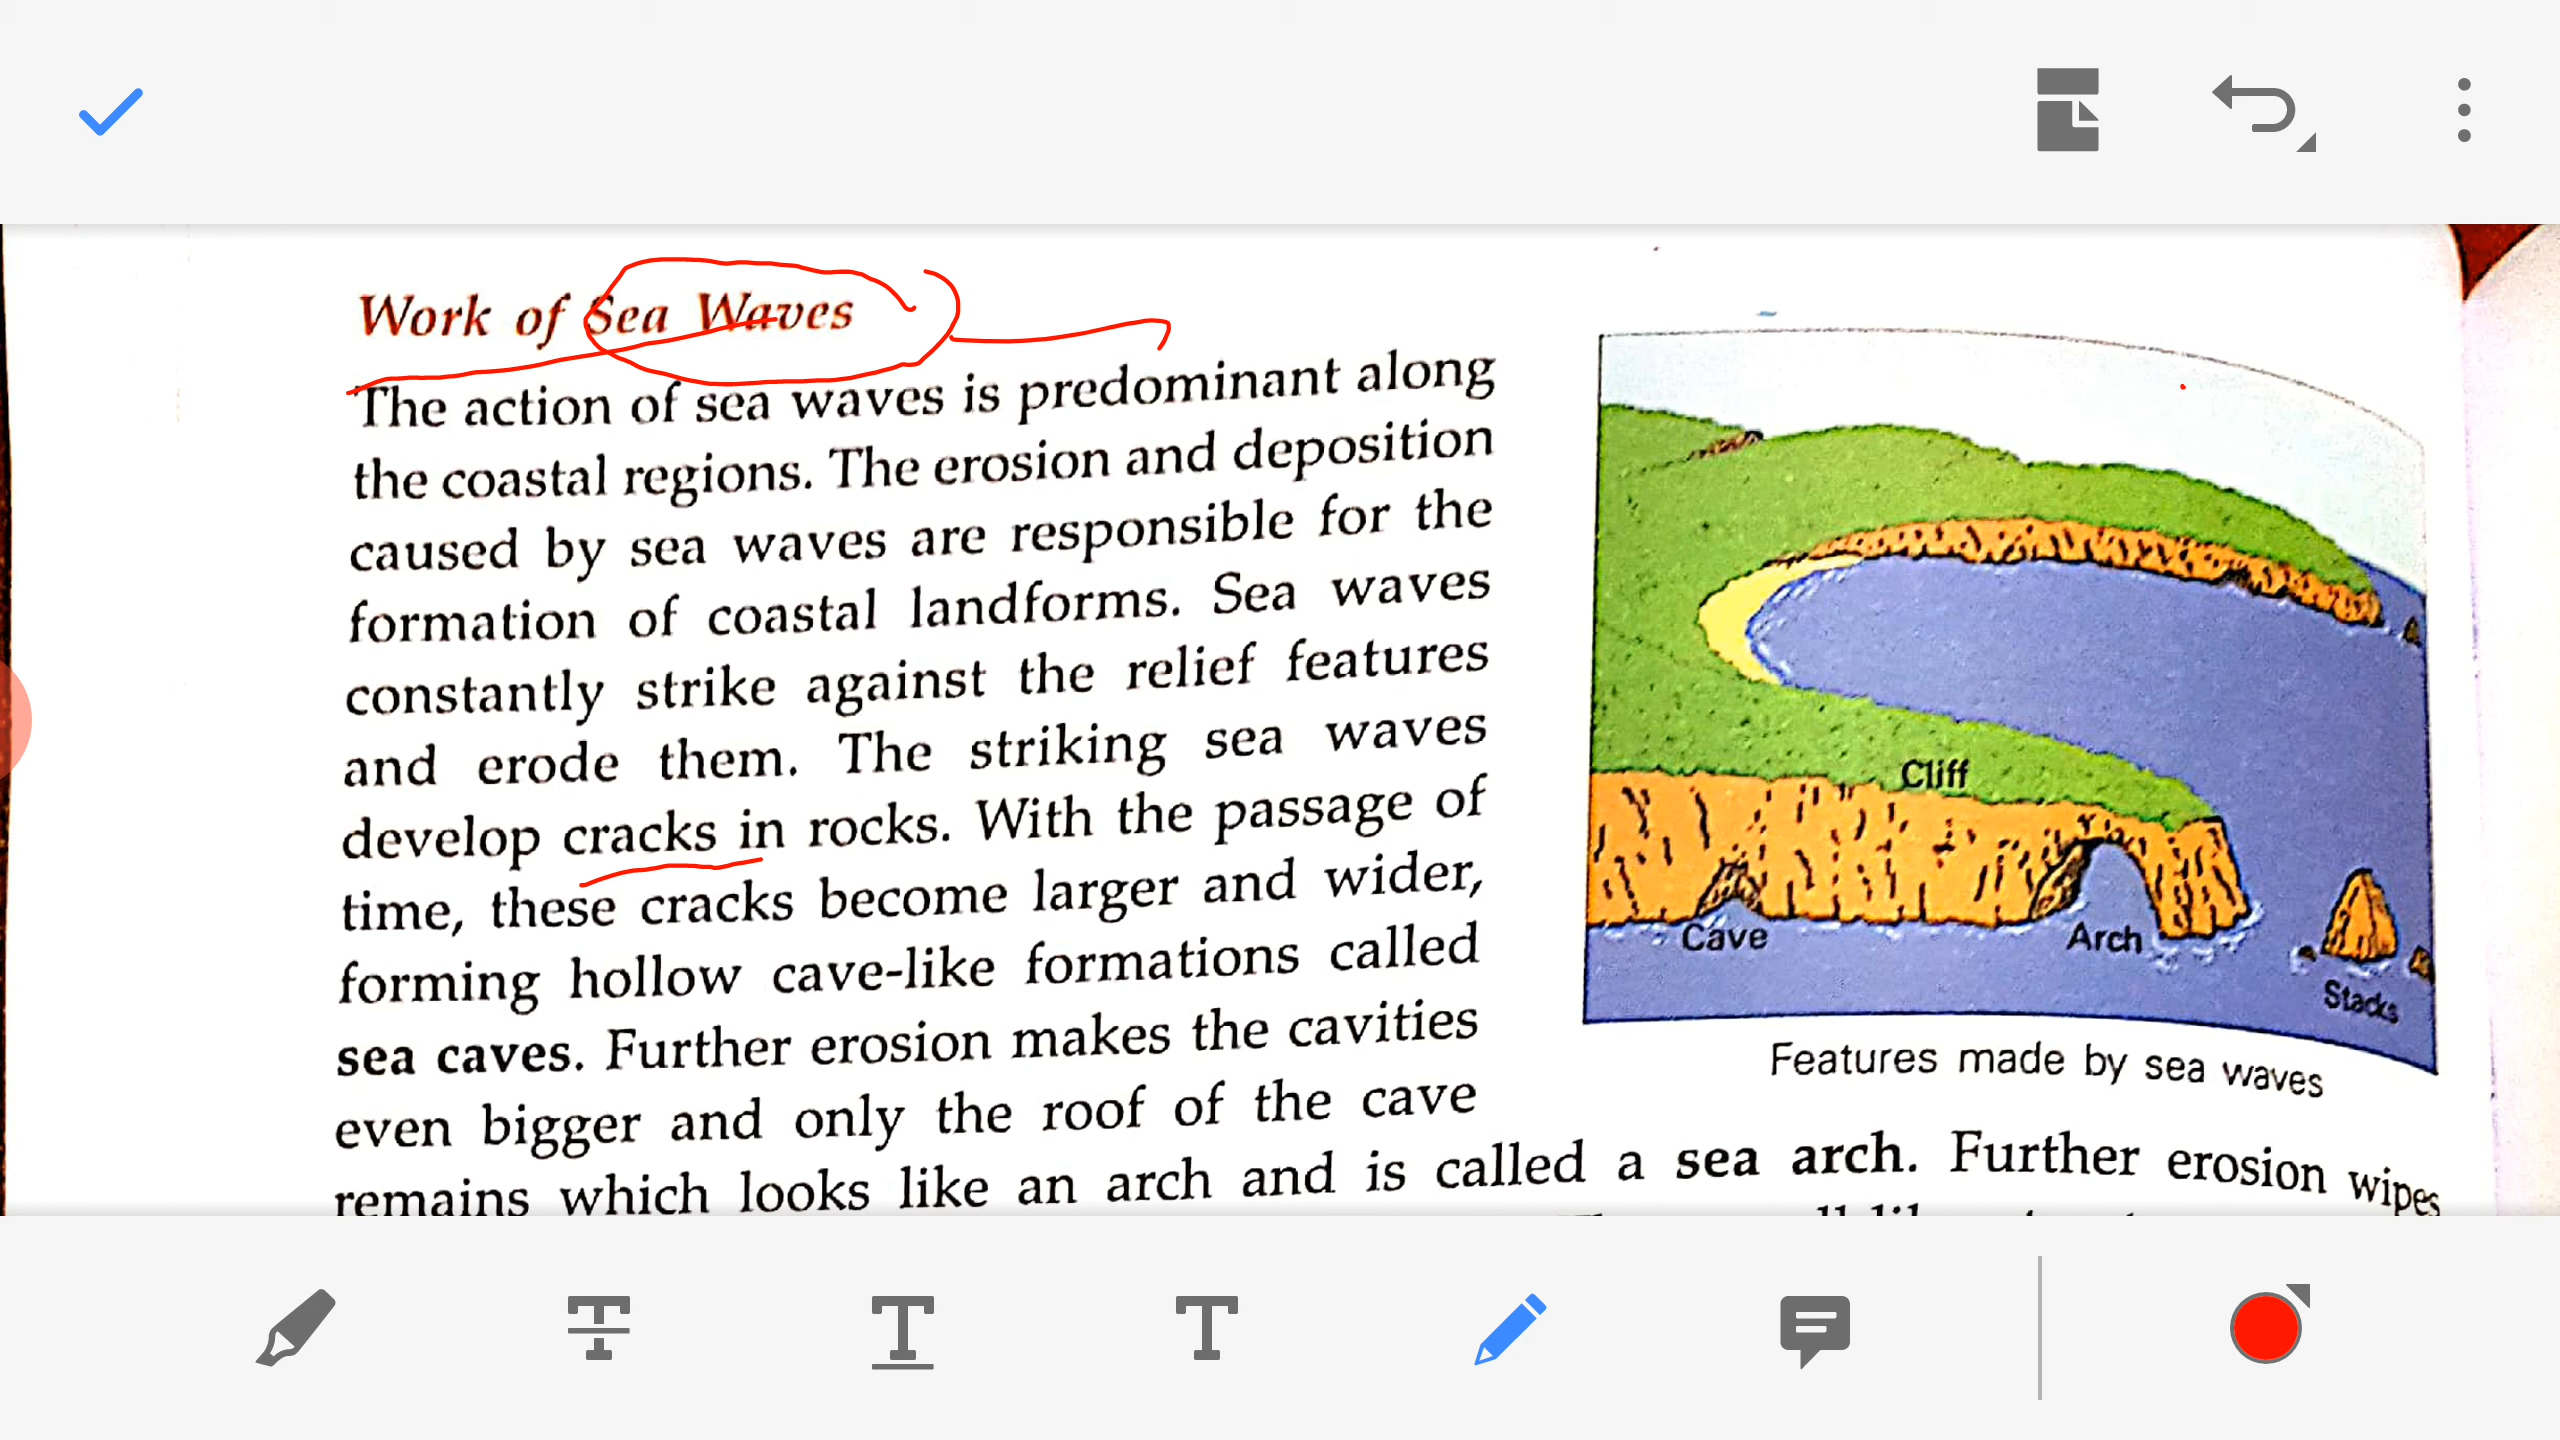 Work of Sea Waves
The action of sea waves is predominant along
the coastal regions. The erosion and deposition
caused by sea waves are responsible for the
formation of coastal landforms. Sea waves
constantly strike against the relief features
and erode them. The striking sea waves
develop cracks in rocks. With the passage of
time, these cracks become larger and wider,
forming hollow cave-like formations called
sea caves. Further erosion makes the cavities
even bigger and only the roof of the cave
remains which looks like an arch and is called a sea arch. Further erosion wipes
Cliff
Cave
Arch
Stacks
Features made by sea waves